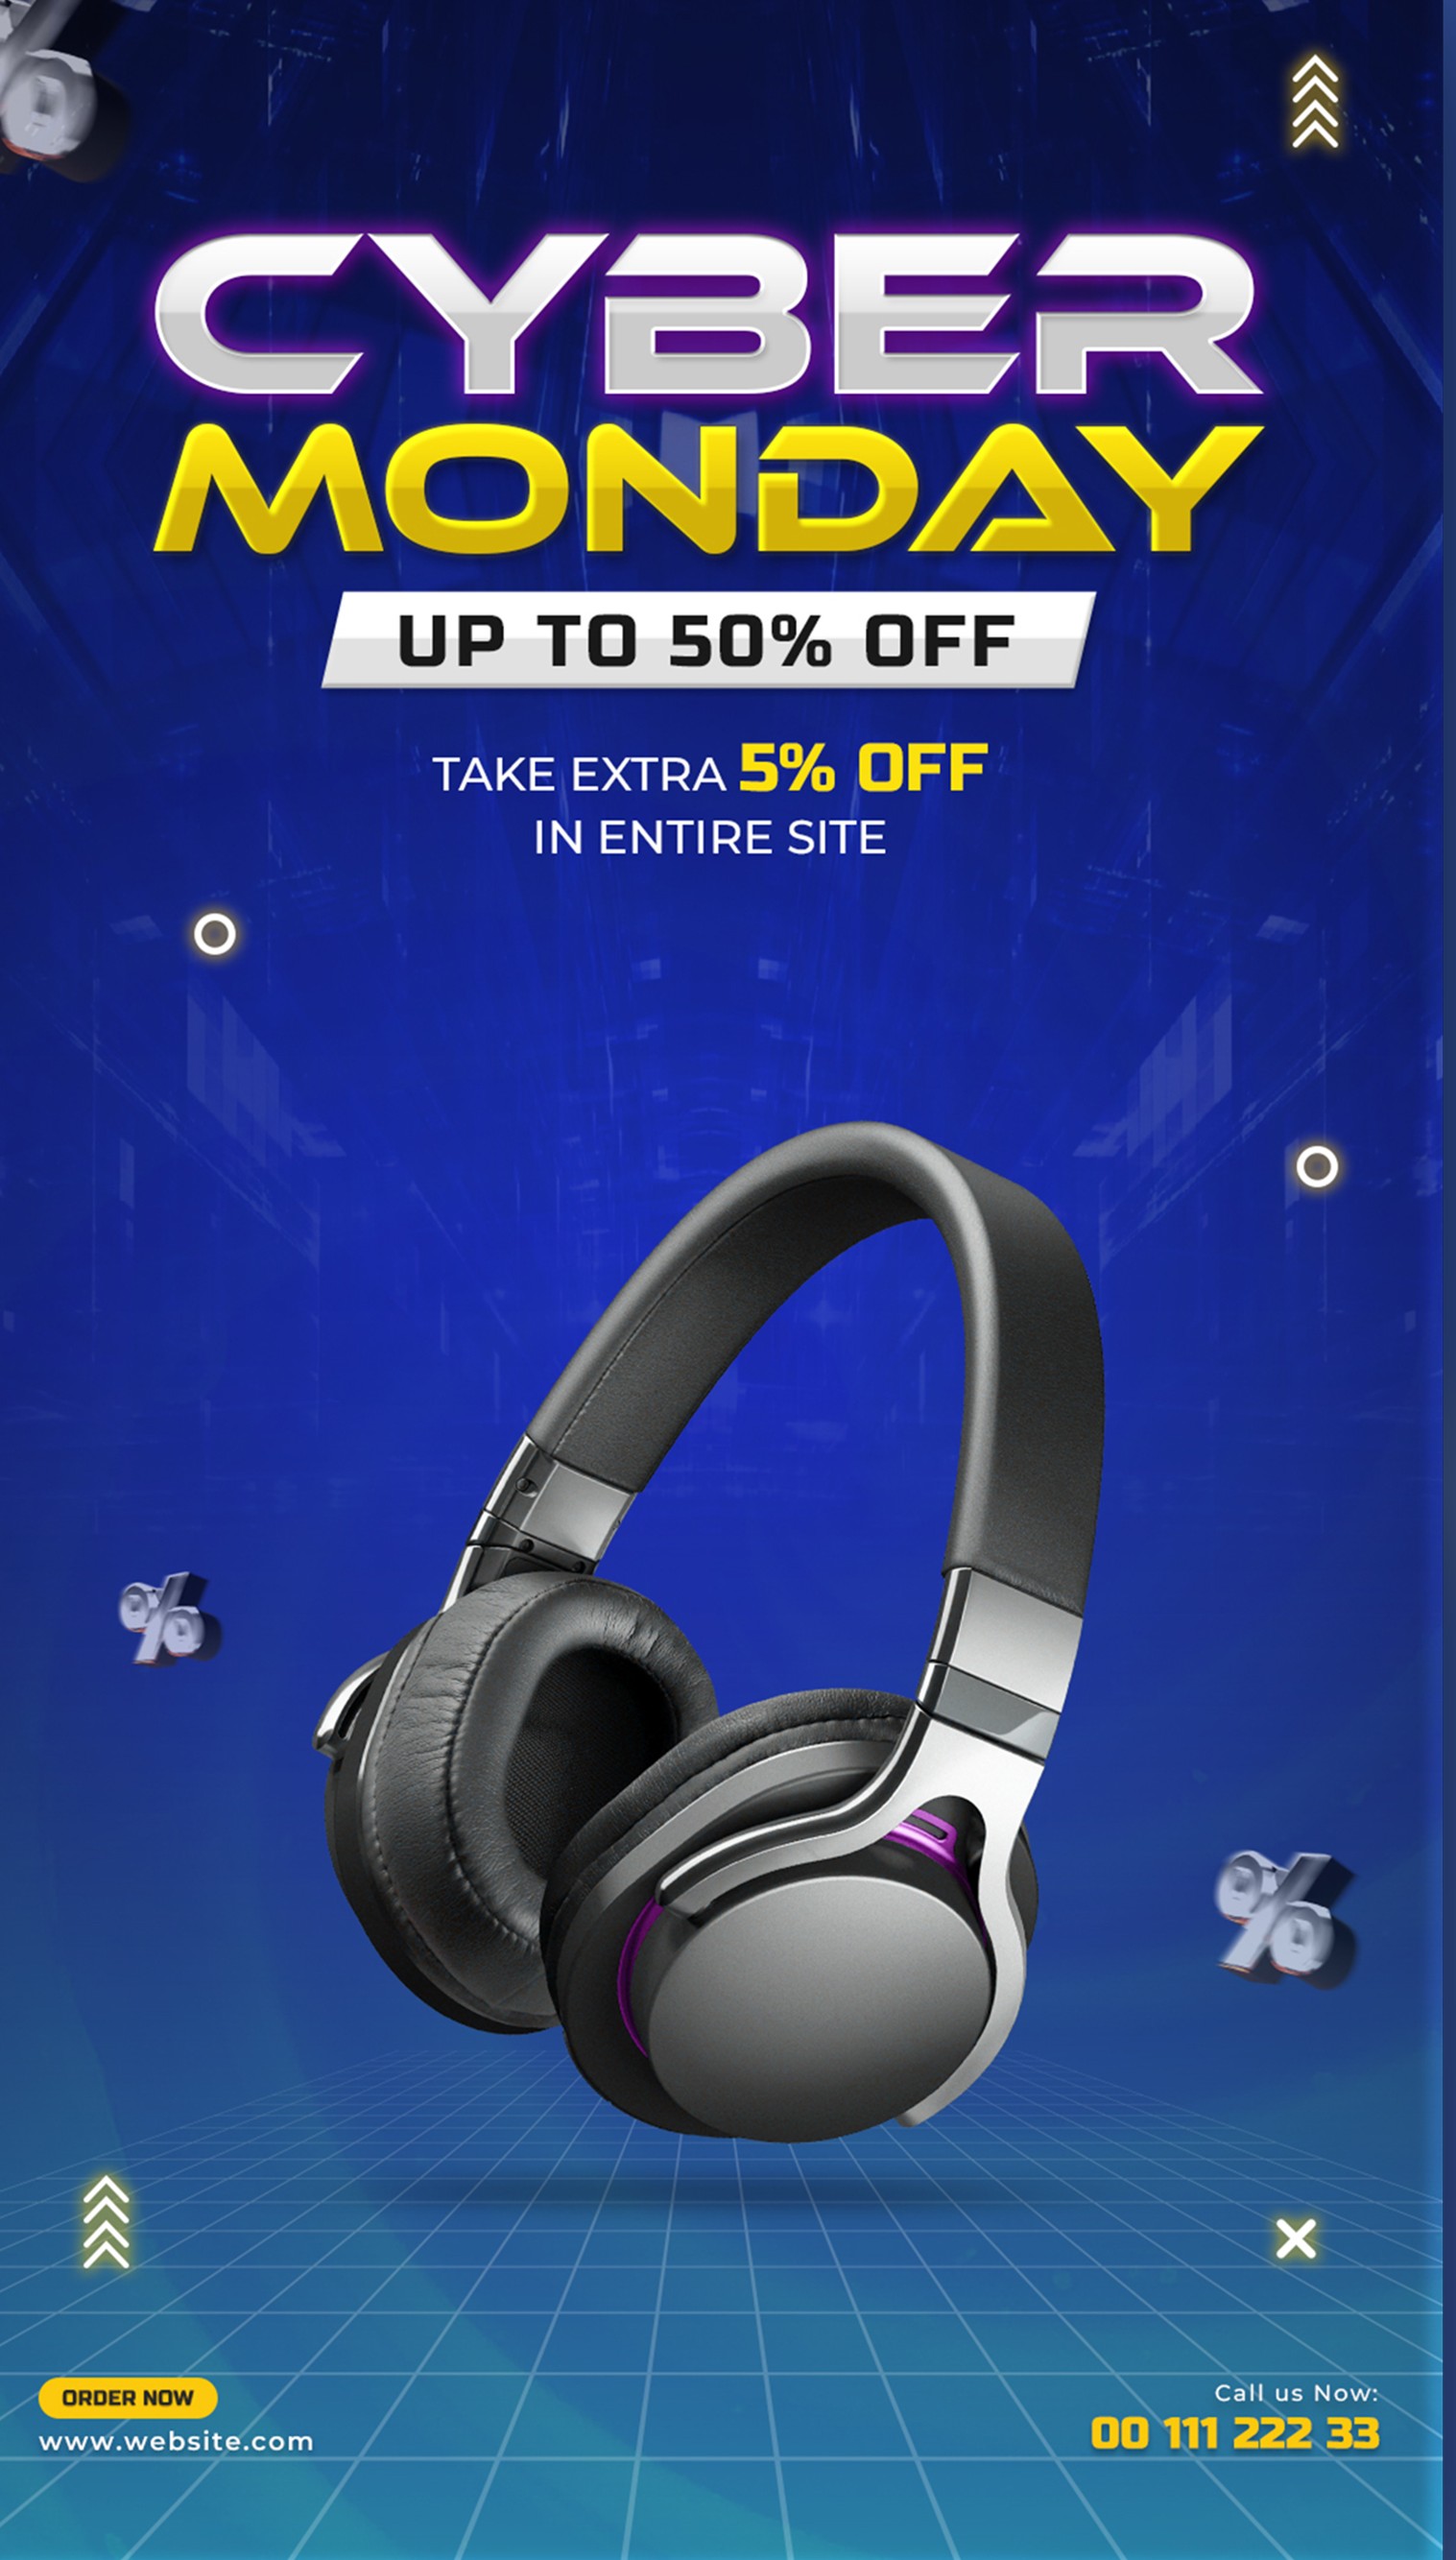 CYBER
MONDAY
UP TO 50% OFF
TAKE EXTRA 5% OFF
IN ENTIRE SITE
%
%
%
ORDER NOW
www.website.com
Call us Now:
00 111 222 33